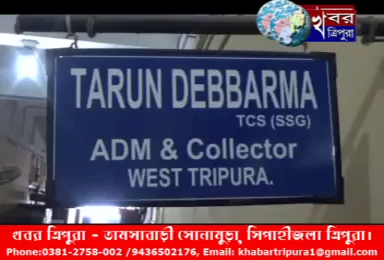 খবর
ত্রিপুরা
TARUN DEBBARMA
TCS (SSG)
ADM & Collector
WEST TRIPURA.
খবর ত্রিপুরা - তামসাবাড়ী সোনামুড়া, সিপাহীজলা ত্রিপুরা।
Phone:0381-2758-002 /9436502176, Email: khabartripura1@gmail.com